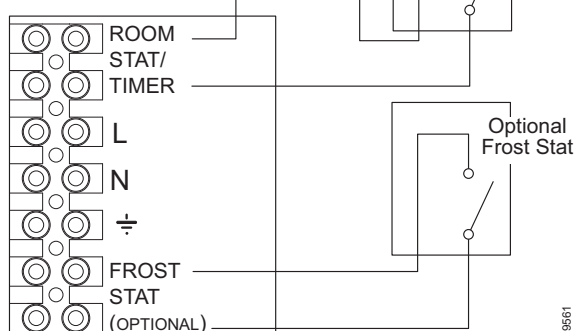 ROOM
STAT/
TIMER
L
N
FROST
STAT
(OPTIONAL)
Optional
Frost Stat
9561